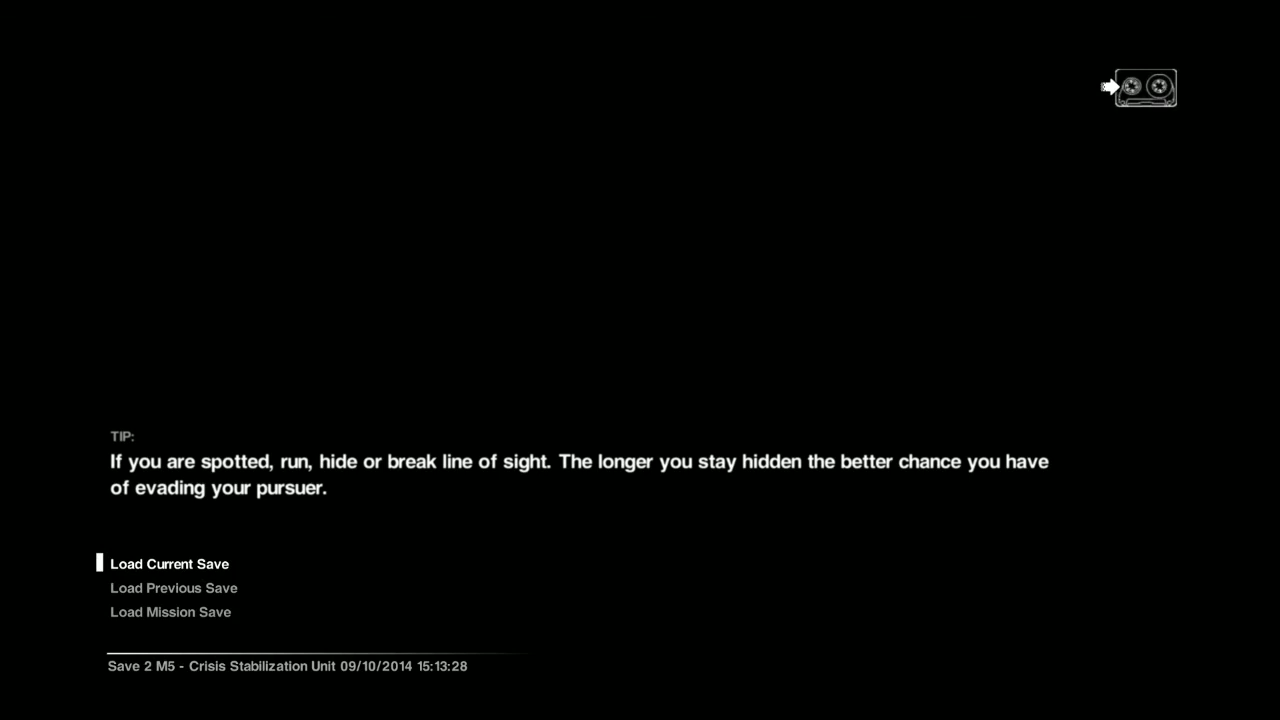 TIP:
If you are spotted, run, hide or break line of sight. The longer you stay hidden the better chance you have
of evading your pursuer.
Load Current Save
Load Previous Save
Load Mission Save
Save 2 M5 - Crisis Stabilization Unit 09/10/2014 15:13:28